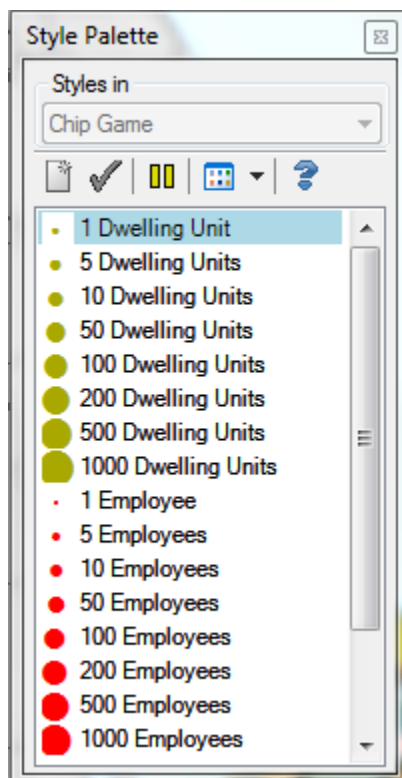 Style Palette
Styles in
Chip Game
1 Dwelling Unit
5 Dwelling Units
10 Dwelling Units
50 Dwelling Units
100 Dwelling Units
200 Dwelling Units
500 Dwelling Units
1000 Dwelling Units
1 Employee
5 Employees
10 Employees
50 Employees
100 Employees
200 Employees
500 Employees
1000 Employees